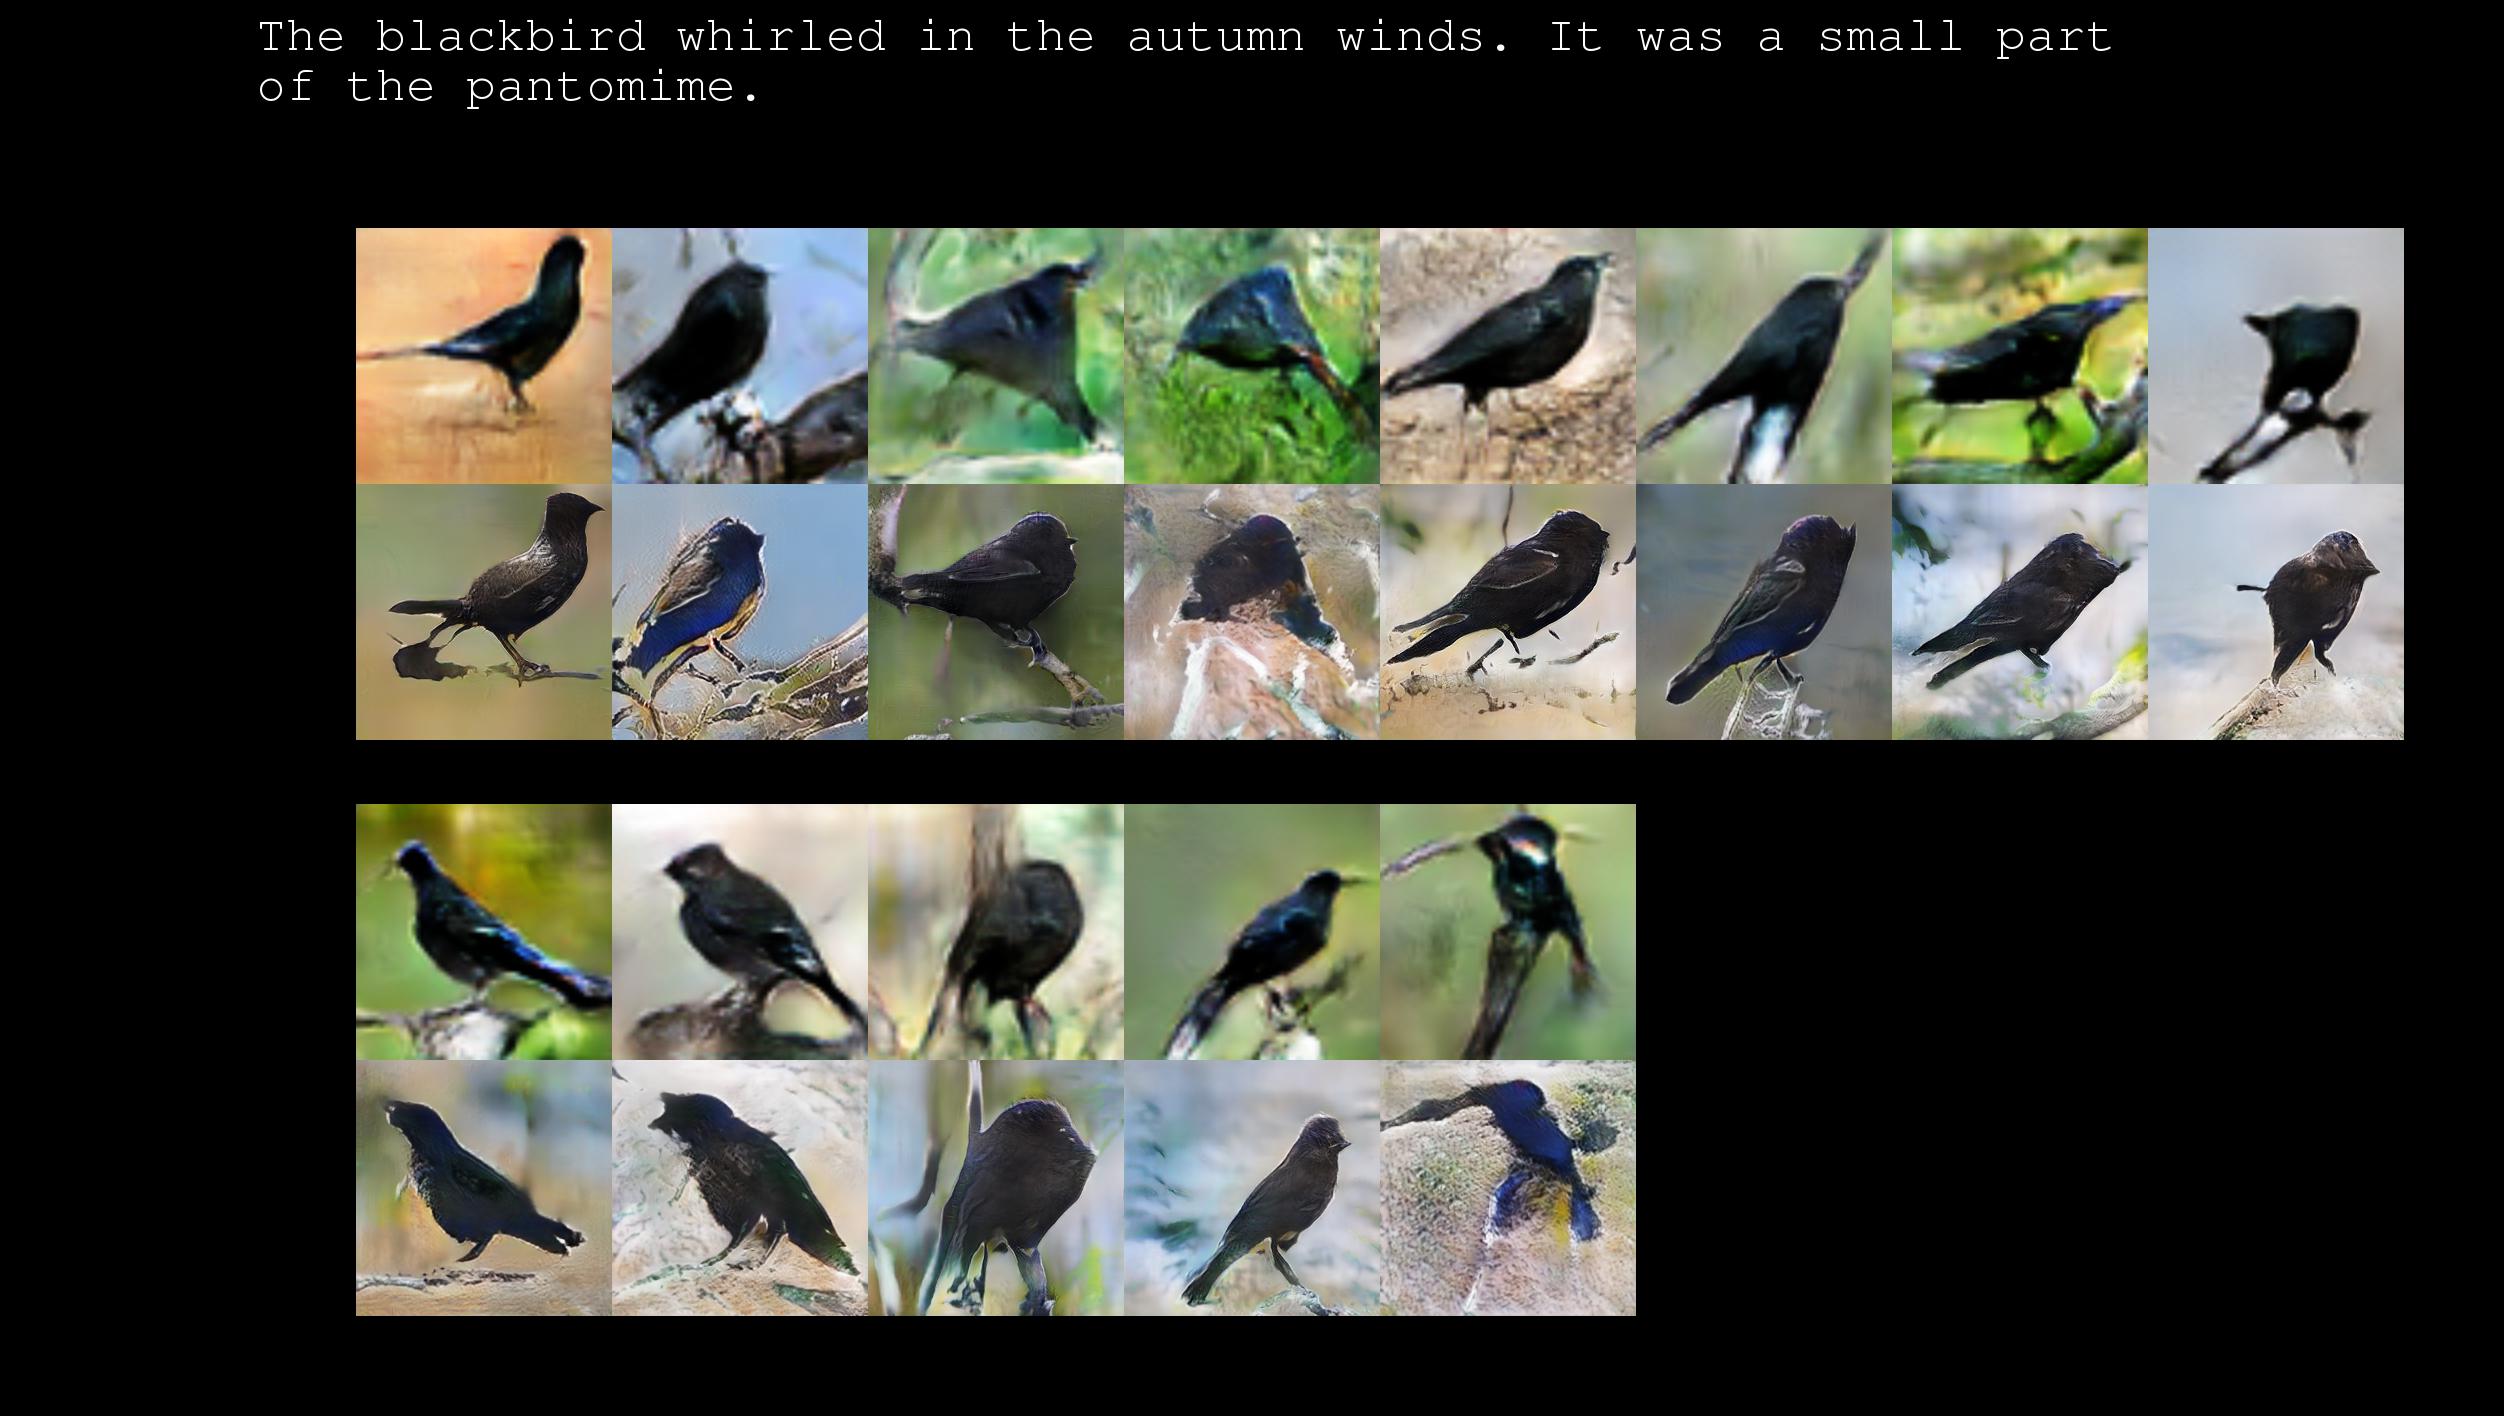 The blackbird whirled in the autumn winds. It was a small part
of the pantomime.